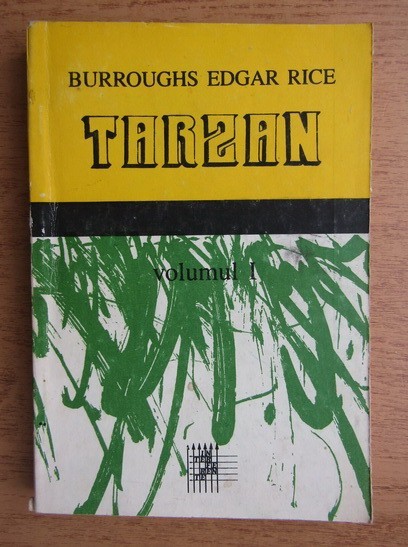 BURROUGHS EDGAR RICE
TARZAN
volumul I